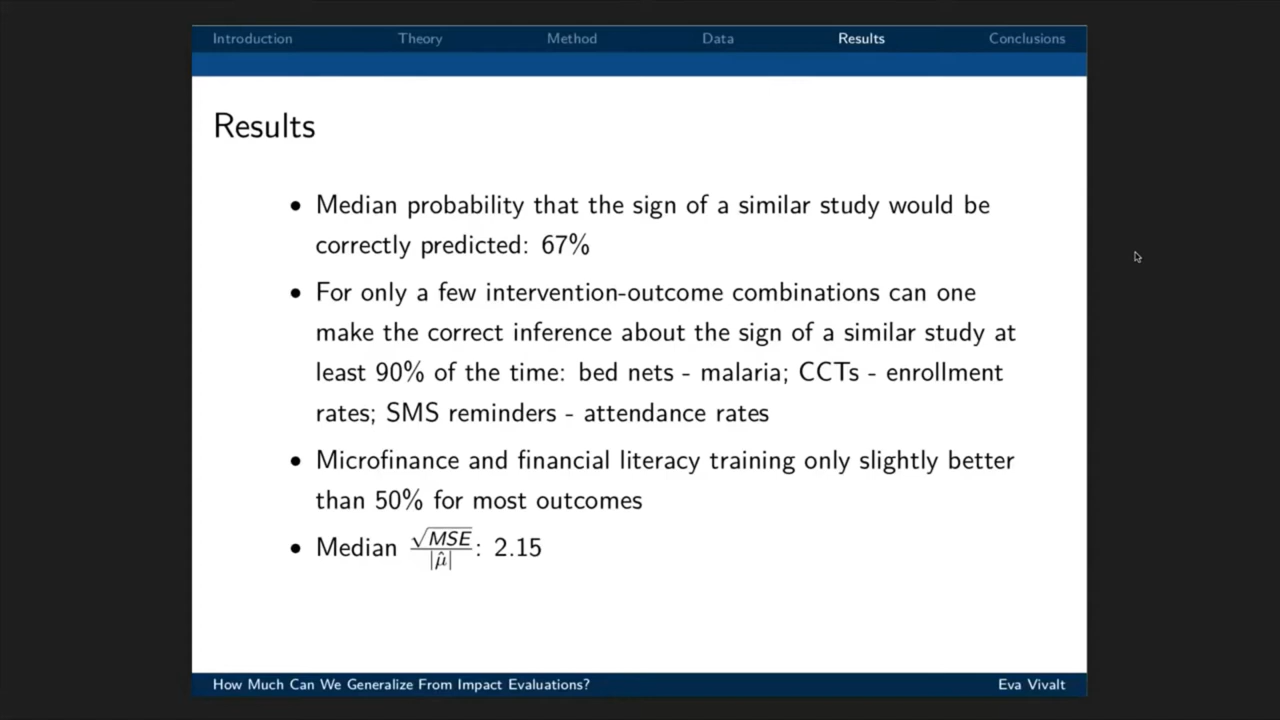 Introduction Theory Method Data Results Conclusions
Results
• Median probability that the sign of a similar study would be
correctly predicted: 67%
• For only a few intervention-outcome combinations can one
make the correct inference about the sign of a similar study at
least 90% of the time: bed nets - malaria; CCTs - enrollment
rates; SMS reminders - attendance rates
• Microfinance and financial literacy training only slightly better
than 50% for most outcomes
• Median √MSE/|μ̂|: 2.15
How Much Can We Generalize From Impact Evaluations? Eva Vivalt